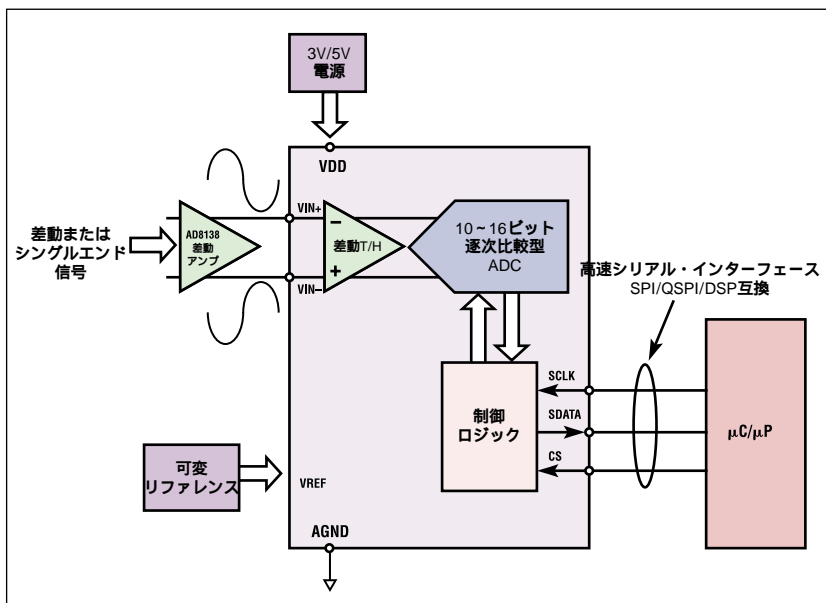 3V/5V
電源
VDD
差動または
シングルエンド
信号
AD8138
差動
アンプ
VIN+
VIN−
−
差動T/H
+
10～16ビット
逐次比較型
ADC
高速シリアル・インターフェース
SPI/QSPI/DSP互換
制御
ロジック
SCLK
SDATA
CS
μC/μP
可変
リファレンス
VREF
AGND